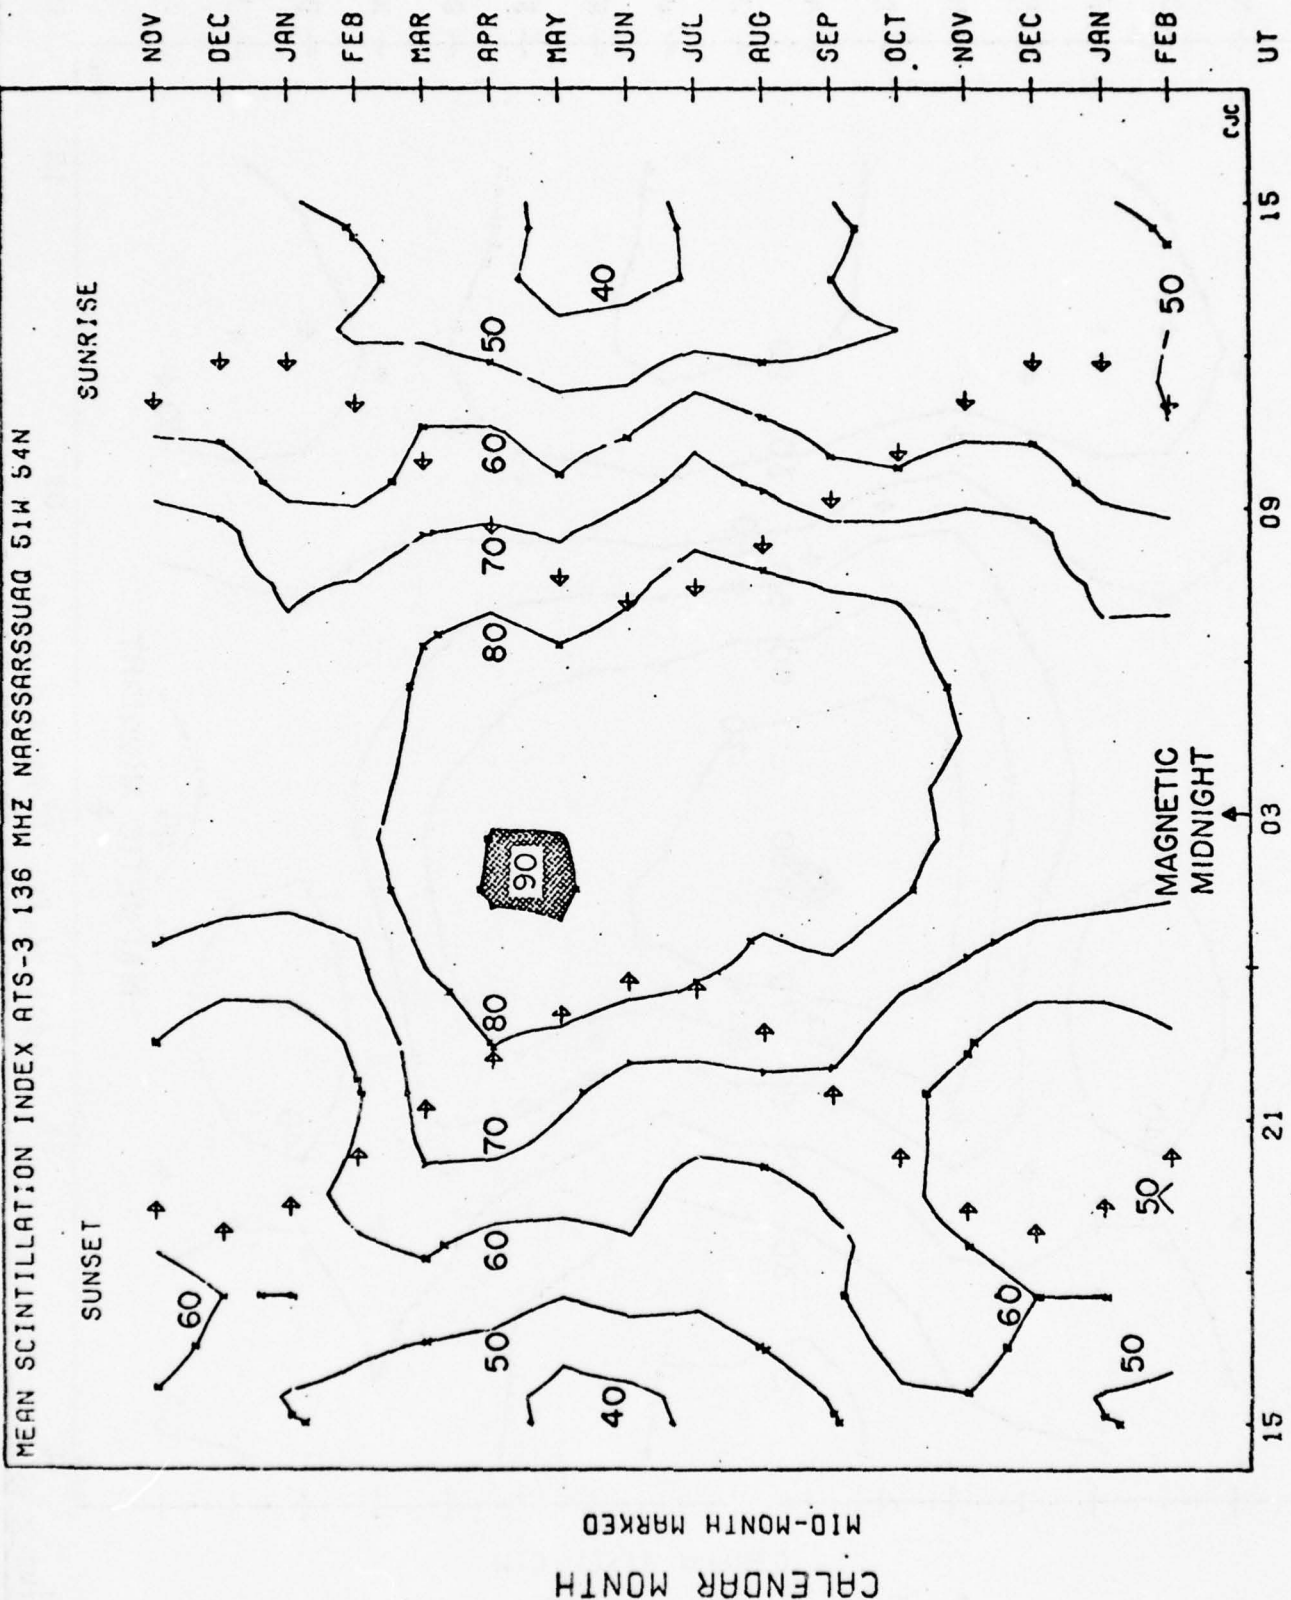 MEAN SCINTILLATION INDEX ATS-3 136 MHZ NARSSARSSUAQ 51W 54N
SUNSET
SUNRISE
NOV
DEC
JAN
FEB
MAR
APR
MAY
JUN
JUL
AUG
SEP
OCT
NOV
DEC
JAN
FEB
UT
60
50
40
60
70
80
90
80
70
60
50
40
60
50
50
50
MAGNETIC
MIDNIGHT
CJC
15
21
03
09
15
MID-MONTH MARKED
CALENDAR MONTH